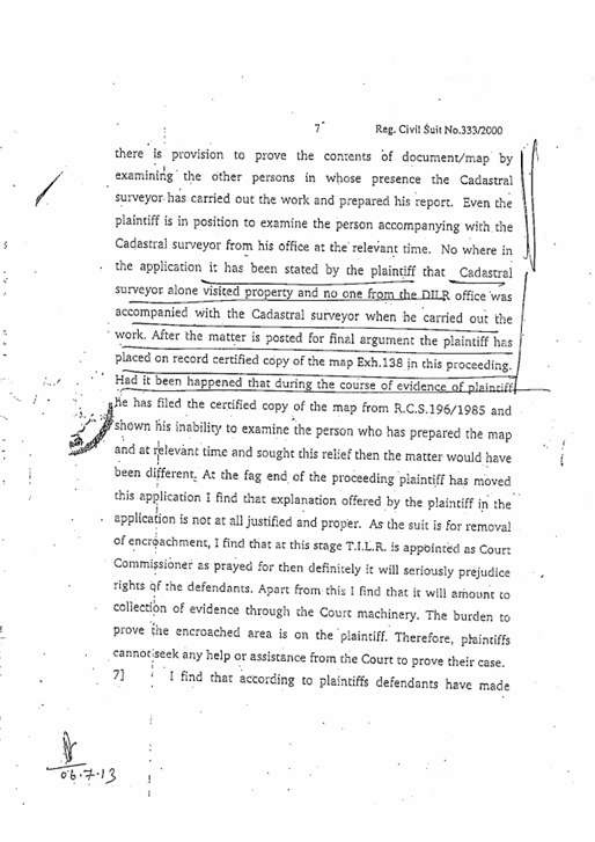 7 Reg. Civil Suit No.333/2000
there is provision to prove the contents of document/map by
examining the other persons in whose presence the Cadastral
surveyor has carried out the work and prepared his report. Even the
plaintiff is in position to examine the person accompanying with the
Cadastral surveyor from his office at the relevant time. No where in
the application it has been stated by the plaintiff that Cadastral
surveyor alone visited property and no one from the DILR office was
accompanied with the Cadastral surveyor when he carried out the
work. After the matter is posted for final argument the plaintiff has
placed on record certified copy of the map Exh.138 in this proceeding.
Had it been happened that during the course of evidence of plaintiff
he has filed the certified copy of the map from R.C.S.196/1985 and
shown his inability to examine the person who has prepared the map
and at relevant time and sought this relief then the matter would have
been different. At the fag end of the proceeding plaintiff has moved
this application I find that explanation offered by the plaintiff in the
application is not at all justified and proper. As the suit is for removal
of encroachment, I find that at this stage T.I.L.R. is appointed as Court
Commissioner as prayed for then definitely it will seriously prejudice
rights of the defendants. Apart from this I find that it will amount to
collection of evidence through the Court machinery. The burden to
prove the encroached area is on the plaintiff. Therefore, plaintiffs
cannot seek any help or assistance from the Court to prove their case.
7] I find that according to plaintiffs defendants have made
06.7.13